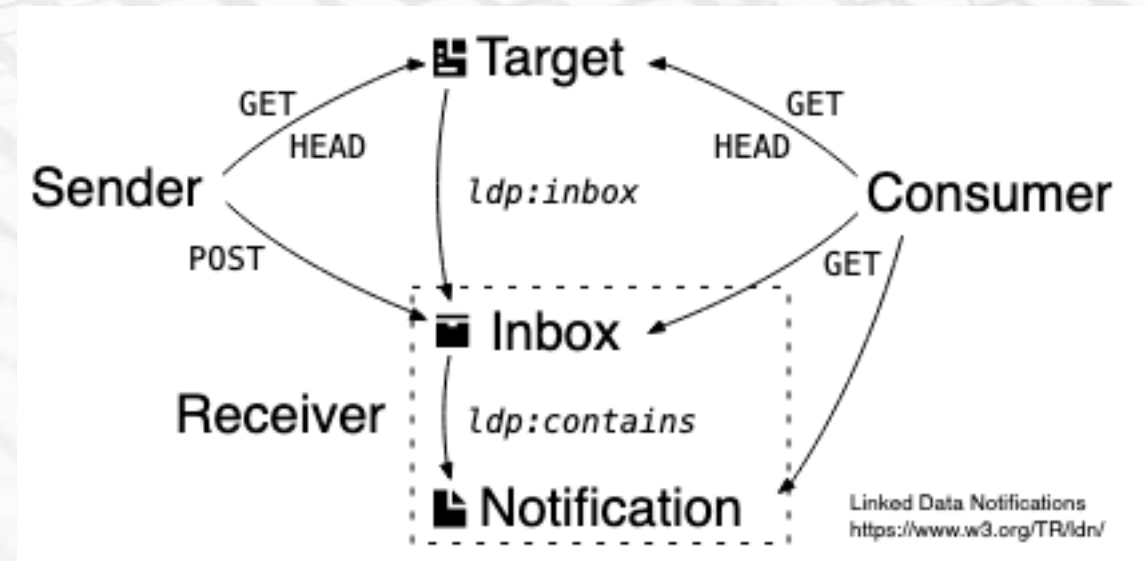 Target
GET
GET
HEAD
HEAD
Sender
ldp:inbox
Consumer
POST
GET
Inbox
Receiver
ldp:contains
Notification
Linked Data Notifications
https://www.w3.org/TR/ldn/